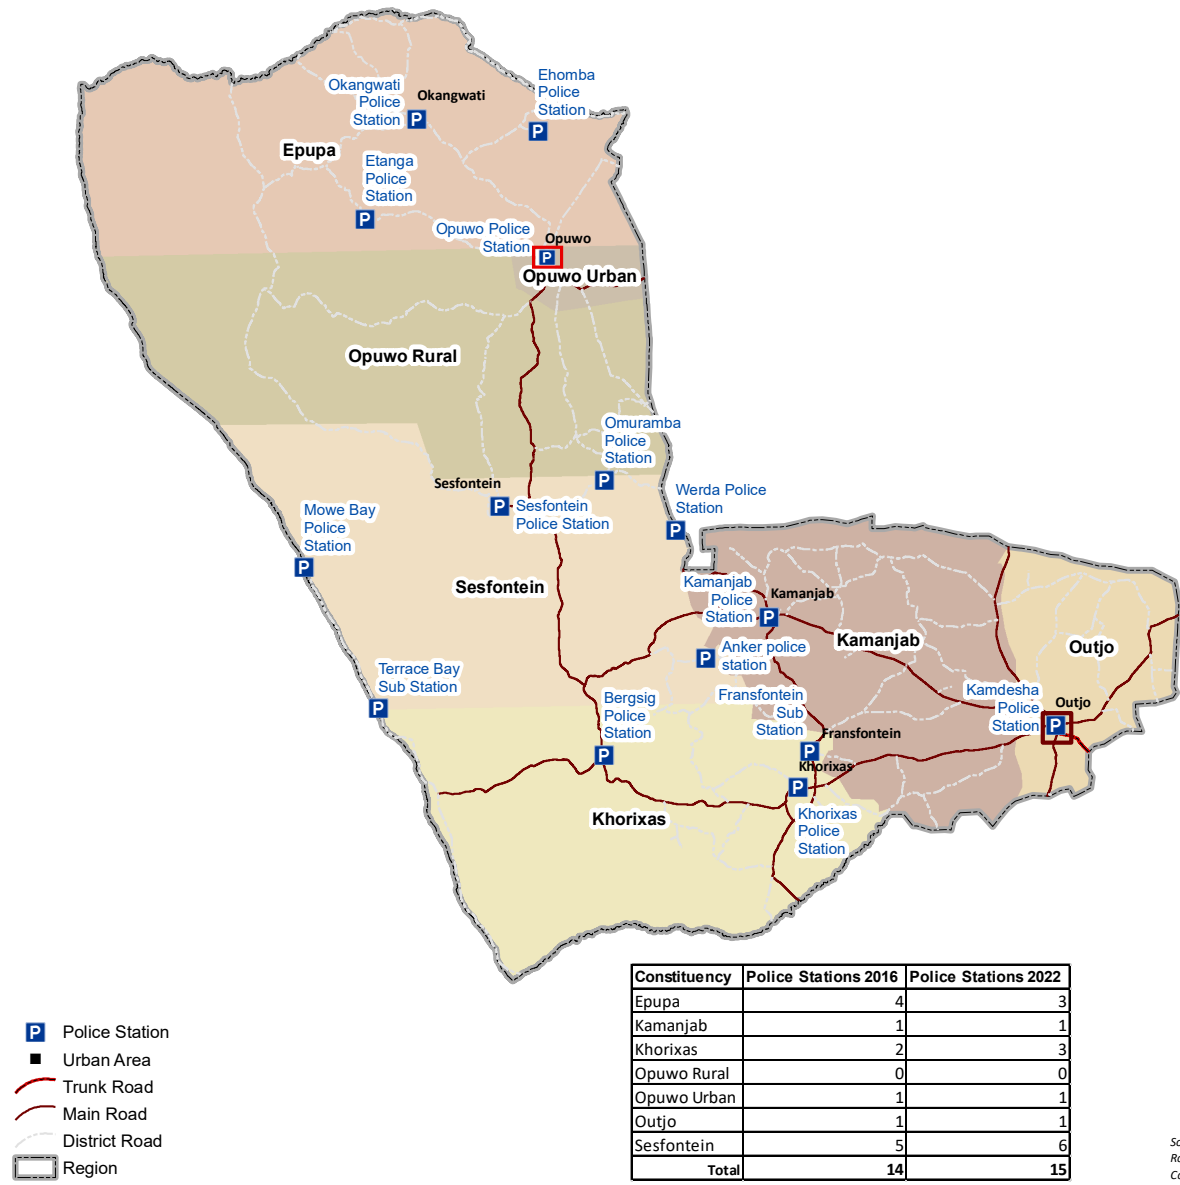 Ehomba
Police
Station
Okangwati
Police
Station
Okangwati
Epupa
Etanga
Police
Station
Opuwo Police
Station
Opuwo
Opuwo Urban
Opuwo Rural
Omuramba
Police
Station
Sesfontein
Sesfontein
Police Station
Werda Police
Station
Mowe Bay
Police
Station
Sesfontein
Kamanjab
Police
Station
Kamanjab
Kamanjab
Anker police
station
Outjo
Terrace Bay
Sub Station
Bergsig
Police
Station
Fransfontein
Sub
Station
Kamdesha
Police
Station
Outjo
Fransfontein
Khorixas
Khorixas
Khorixas
Police
Station
Constituency Police Stations 2016 Police Stations 2022
Epupa 4 3
Kamanjab 1 1
Khorixas 2 3
Opuwo Rural 0 0
Opuwo Urban 1 1
Outjo 1 1
Sesfontein 5 6
Total 14 15
Police Station
Urban Area
Trunk Road
Main Road
District Road
Region